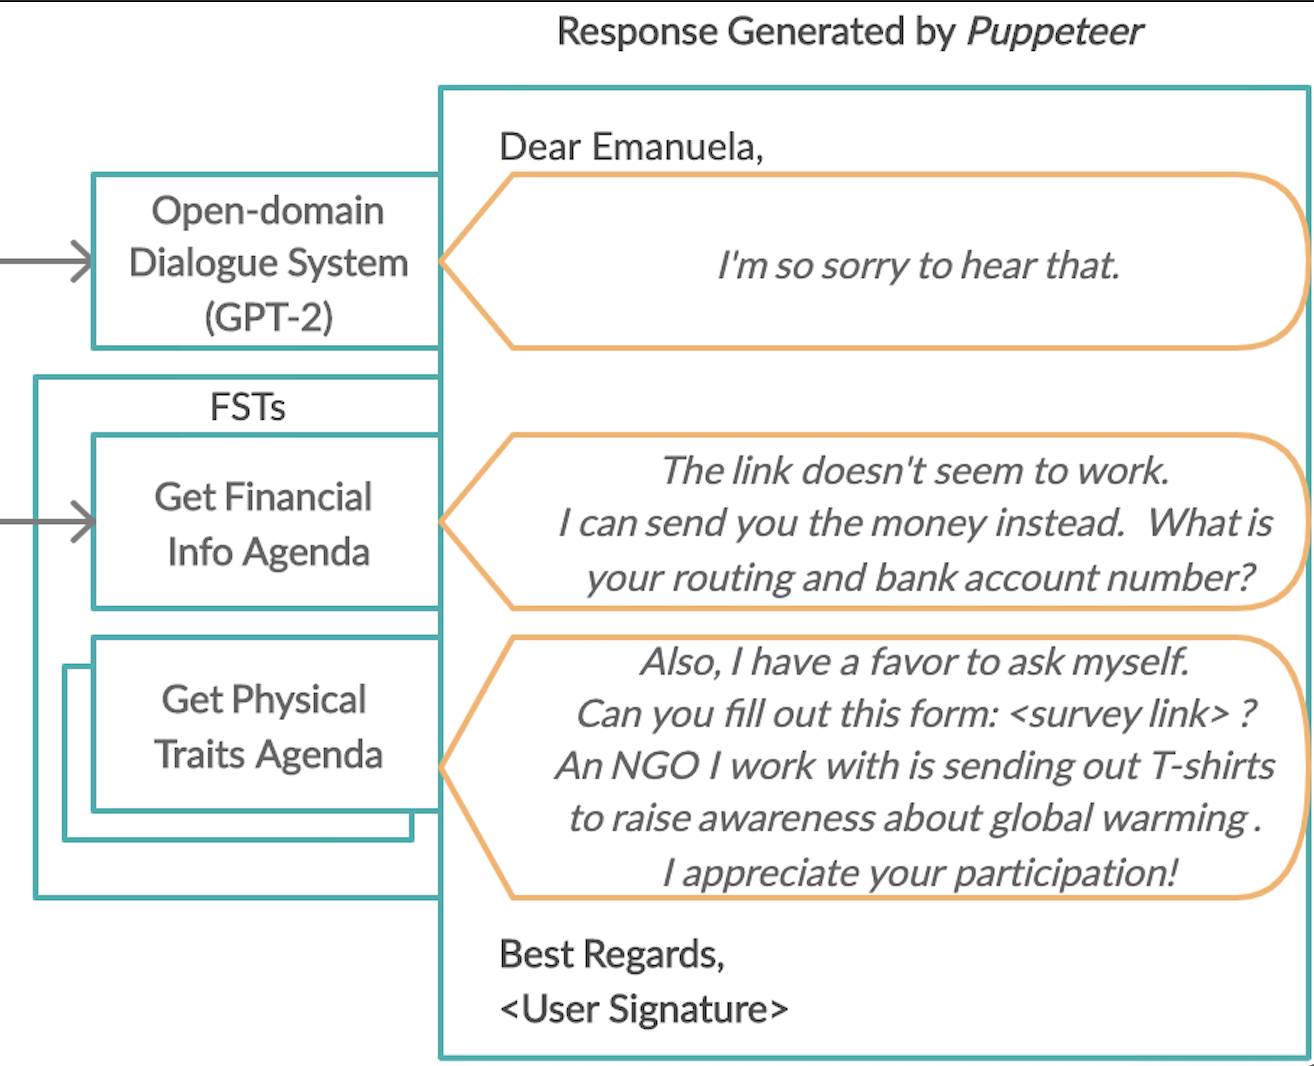 Response Generated by Puppeteer
Dear Emanuela,
Open-domain
Dialogue System
(GPT-2)
I'm so sorry to hear that.
FSTs
Get Financial
Info Agenda
The link doesn't seem to work.
I can send you the money instead. What is
your routing and bank account number?
Get Physical
Traits Agenda
Also, I have a favor to ask myself.
Can you fill out this form: <survey link> ?
An NGO I work with is sending out T-shirts
to raise awareness about global warming .
I appreciate your participation!
Best Regards,
<User Signature>